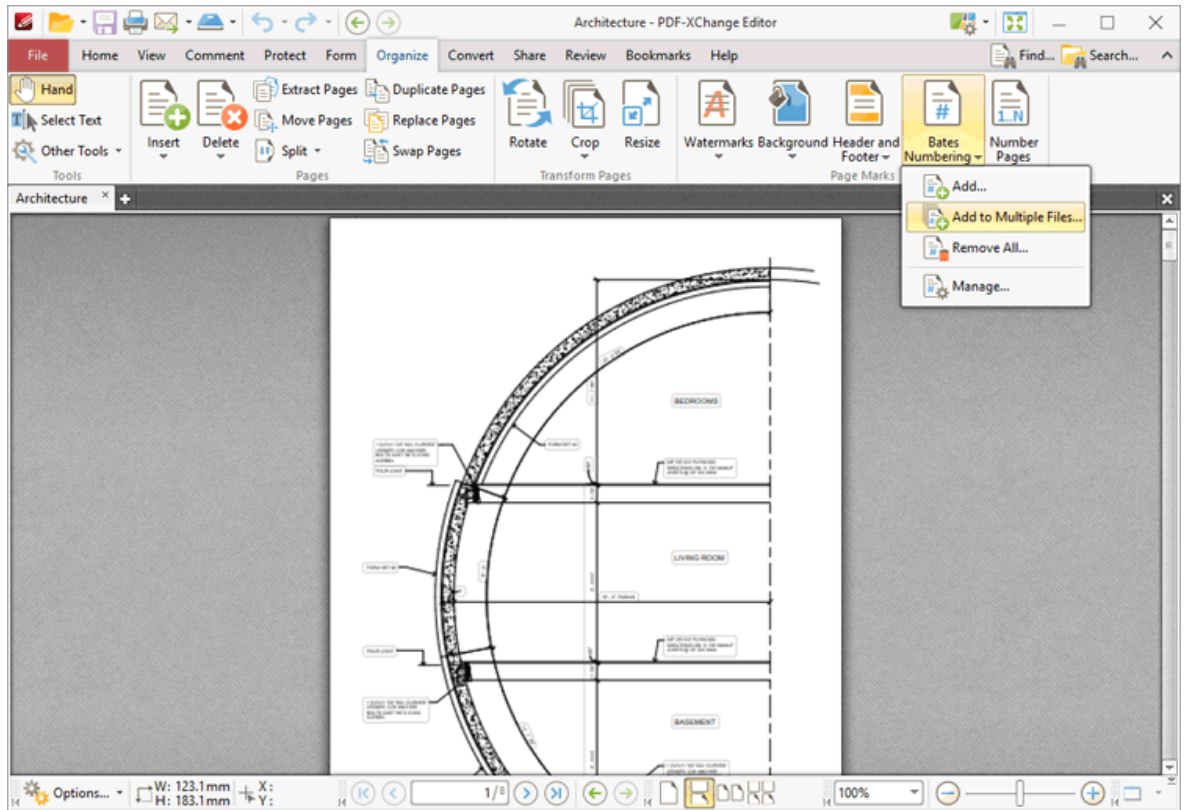 Architecture - PDF-XChange Editor
File Home View Comment Protect Form Organize Convert Share Review Bookmarks Help Find... Search...
Hand
Select Text
Other Tools
Tools
Insert
Delete
Extract Pages
Move Pages
Split
Duplicate Pages
Replace Pages
Swap Pages
Pages
Rotate
Crop
Resize
Transform Pages
Watermarks
Background
Header and
Footer
Bates
Numbering
Page Marks
1..N
Number
Pages
Add...
Add to Multiple Files...
Remove All...
Manage...
Architecture
BEDROOMS
LIVING ROOM
BASEMENT
Options...
W: 123.1mm
H: 183.1mm
X:
Y:
1/8
100%